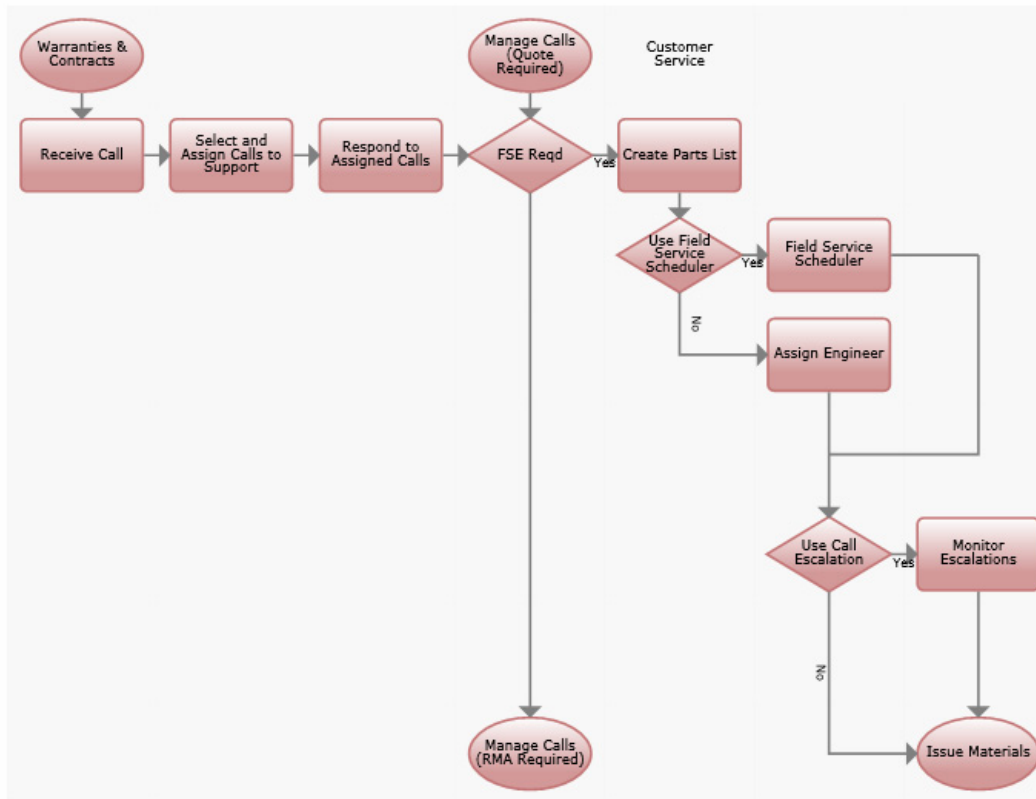 Warranties &
Contracts
Manage Calls
(Quote
Required)
Customer
Service
Receive Call
Select and
Assign Calls to
Support
Respond to
Assigned Calls
FSE Reqd
Yes
Create Parts List
Use Field
Service
Scheduler
Yes
Field Service
Scheduler
No
Assign Engineer
Use Call
Escalation
Yes
Monitor
Escalations
No
Manage Calls
(RMA Required)
Issue Materials